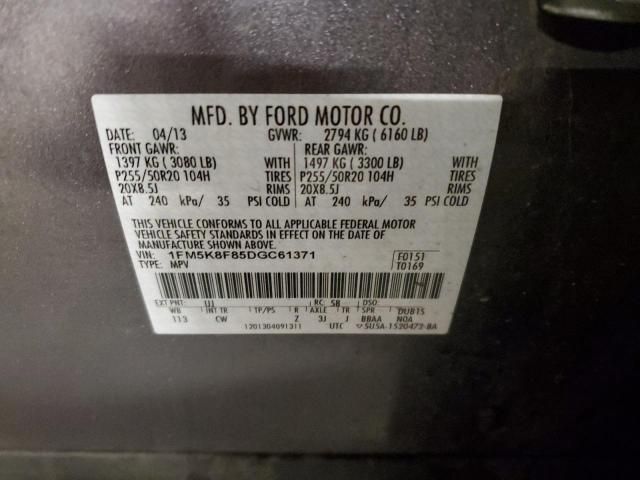 MFD. BY FORD MOTOR CO.
DATE: 04/13 GVWR: 2794 KG ( 6160 LB)
FRONT GAWR: REAR GAWR:
1397 KG ( 3080 LB) WITH 1497 KG ( 3300 LB) WITH
P255/50R20 104H TIRES P255/50R20 104H TIRES
20X8.5J RIMS 20X8.5J RIMS
AT 240 kPa/ 35 PSI COLD AT 240 kPa/ 35 PSI COLD
THIS VEHICLE CONFORMS TO ALL APPLICABLE FEDERAL MOTOR
VEHICLE SAFETY STANDARDS IN EFFECT ON THE DATE OF
MANUFACTURE SHOWN ABOVE.
VIN: 1FM5K8F85DGC61371 F0151
TYPE: MPV T0169
EXT PNT: UJ RC: 58 DSO:
WB INT TR TP/PS R AXLE TR SPR DUB15
113 CW Z 3J J BBAA NOA
1201304091311 UTC 5U5A-1520472-BA